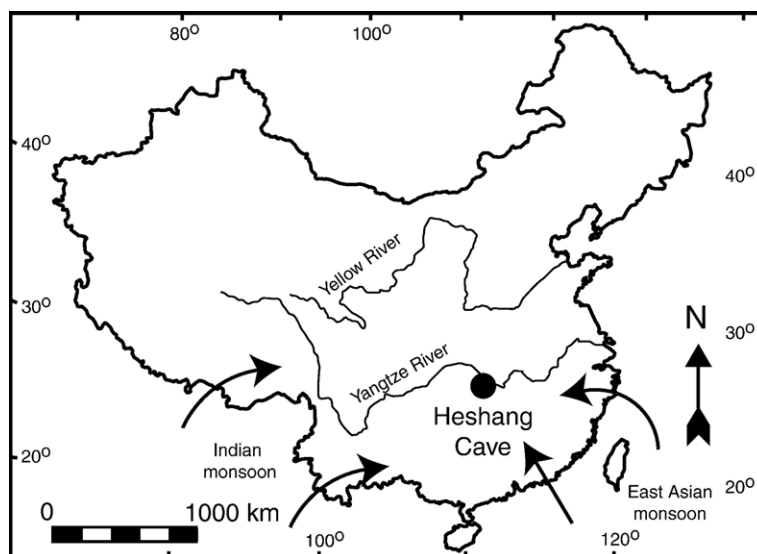 80°
100°
40°
40°
Yellow River
30°
30°
N
Yangtze River
Heshang
Cave
Indian
monsoon
20°
20°
East Asian
monsoon
0
1000 km
100°
120°